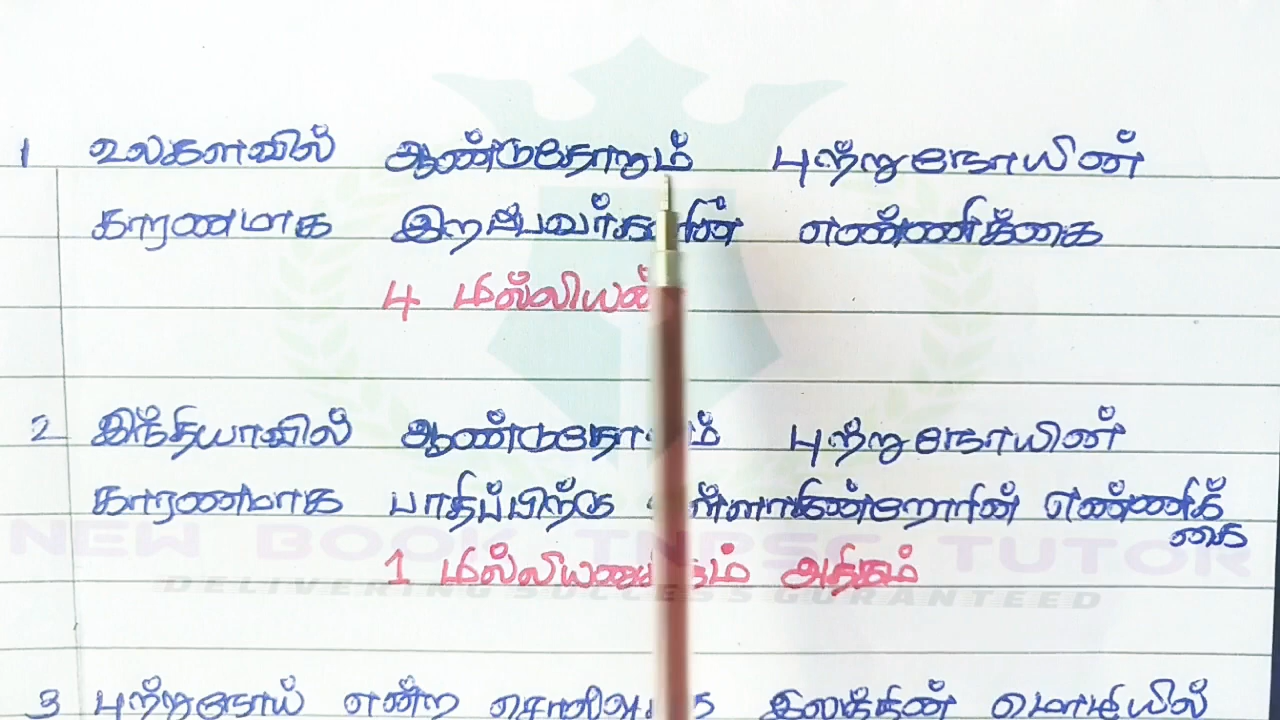 1 உலகளவில் ஆண்டுதோறும் புற்றுநோயின்
காரணமாக இறப்பவர்களின் எண்ணிக்கை
4 மில்லியன்
2 இந்தியாவில் ஆண்டுதோறும் புற்றுநோயின்
காரணமாக பாதிப்பிற்கு உள்ளாகின்றோரின் எண்ணிக்
கை
NEW BOOK TNPSC TUTOR
1 மில்லியனுக்கும் அதிகம்
DELIVERING SUCCESS GURANTEED
3 புற்றுநோய் என்ற இலத்தின் மொழியில்